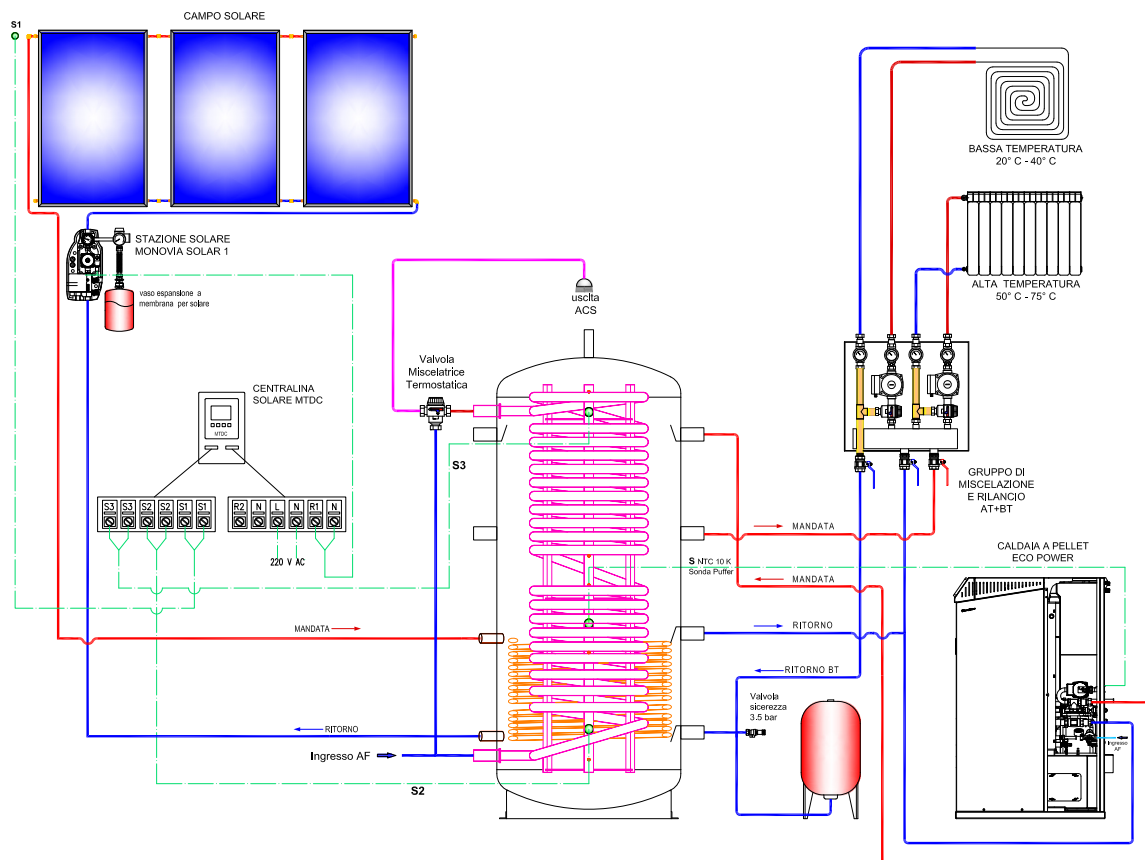 S1
CAMPO SOLARE
STAZIONE SOLARE
MONOVIA SOLAR 1
vaso espansione a
membrana per solare
uscita
ACS
BASSA TEMPERATURA
20° C - 40° C
ALTA TEMPERATURA
50° C - 75° C
Valvola
Miscelatrice
Termostatica
CENTRALINA
SOLARE MTDC
MTDC
S3
GRUPPO DI
MISCELAZIONE
E RILANCIO
AT+BT
S3 S3 S2 S2 S1 S1
R2 N L N R1 N
220 V AC
MANDATA
S NTC 10 K
Sonda Puffer
MANDATA
CALDAIA A PELLET
ECO POWER
MANDATA
RITORNO
RITORNO BT
Valvola
sicerezza
3.5 bar
RITORNO
Ingresso AF
Ingresso
AF
S2